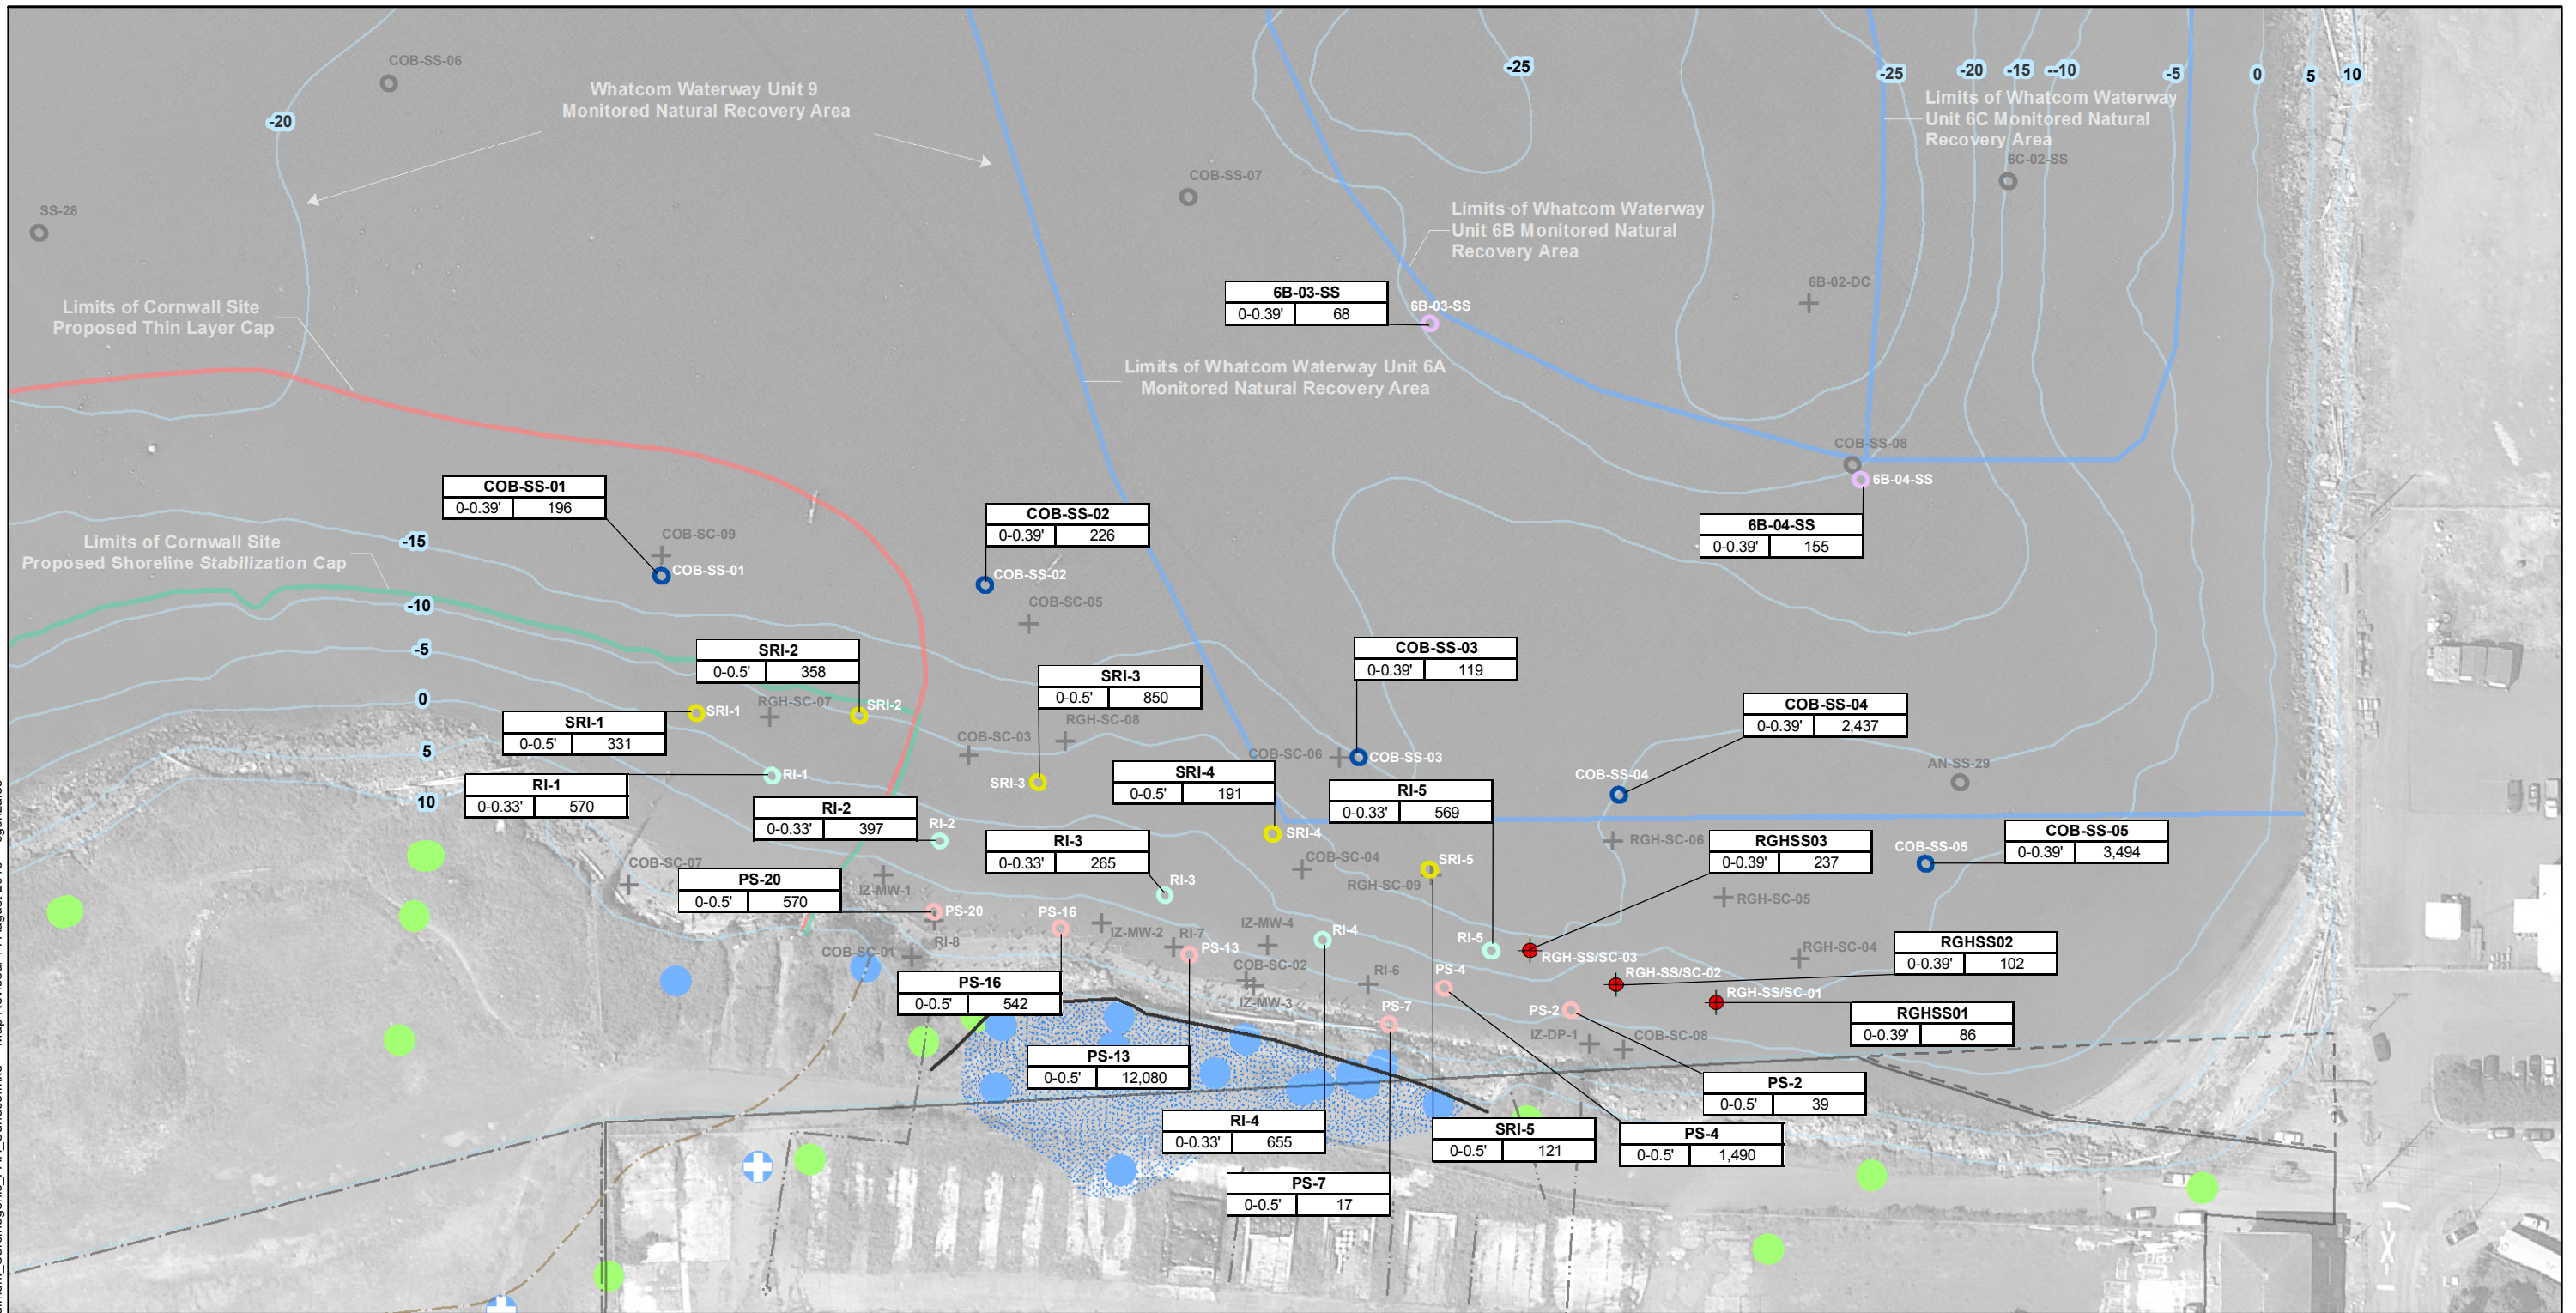 COB-SS-06
-20
Whatcom Waterway Unit 9
Monitored Natural Recovery Area
-25
-25
-20
-15
--10
-5
0
5
10
Limits of Whatcom Waterway
Unit 6C Monitored Natural
Recovery Area
6C-02-SS
COB-SS-07
SS-28
Limits of Whatcom Waterway
Unit 6B Monitored Natural
Recovery Area
6B-02-DC
Limits of Cornwall Site
Proposed Thin Layer Cap
6B-03-SS
0-0.39' 68
6B-03-SS
Limits of Whatcom Waterway Unit 6A
Monitored Natural Recovery Area
COB-SS-08
6B-04-SS
6B-04-SS
0-0.39' 155
COB-SS-01
0-0.39' 196
COB-SC-09
COB-SS-01
COB-SS-02
0-0.39' 226
COB-SS-02
COB-SC-05
Limits of Cornwall Site
Proposed Shoreline Stabilization Cap
-15
-10
-5
0
5
10
SRI-2
0-0.5' 358
SRI-1
RGH-SC-07
SRI-2
SRI-1
0-0.5' 331
SRI-3
0-0.5' 850
RGH-SC-08
COB-SC-03
SRI-3
COB-SS-03
0-0.39' 119
COB-SC-06
COB-SS-03
COB-SS-04
0-0.39' 2,437
COB-SS-04
AN-SS-29
RI-1
RI-1
0-0.33' 570
RI-2
0-0.33' 397
RI-2
SRI-4
0-0.5' 191
SRI-4
RI-5
0-0.33' 569
RGH-SC-06
RGHSS03
0-0.39' 237
COB-SS-05
COB-SS-05
0-0.39' 3,494
RI-3
0-0.33' 265
RI-3
COB-SC-04
SRI-5
RGH-SC-09
COB-SC-07
IZ-MW-1
PS-20
0-0.5' 570
PS-20
RI-8
COB-SC-01
PS-16
IZ-MW-2
RI-7
PS-13
IZ-MW-4
RI-4
COB-SC-02
IZ-MW-3
RI-6
RI-5
RGH-SS/SC-03
RGH-SC-05
RGH-SC-04
RGHSS02
0-0.39' 102
RGH-SS/SC-02
RGH-SS/SC-01
RGHSS01
0-0.39' 86
PS-4
PS-7
PS-2
IZ-DP-1
COB-SC-08
PS-16
0-0.5' 542
PS-13
0-0.5' 12,080
PS-2
0-0.5' 39
RI-4
0-0.33' 655
SRI-5
0-0.5' 121
PS-4
0-0.5' 1,490
PS-7
0-0.5' 17